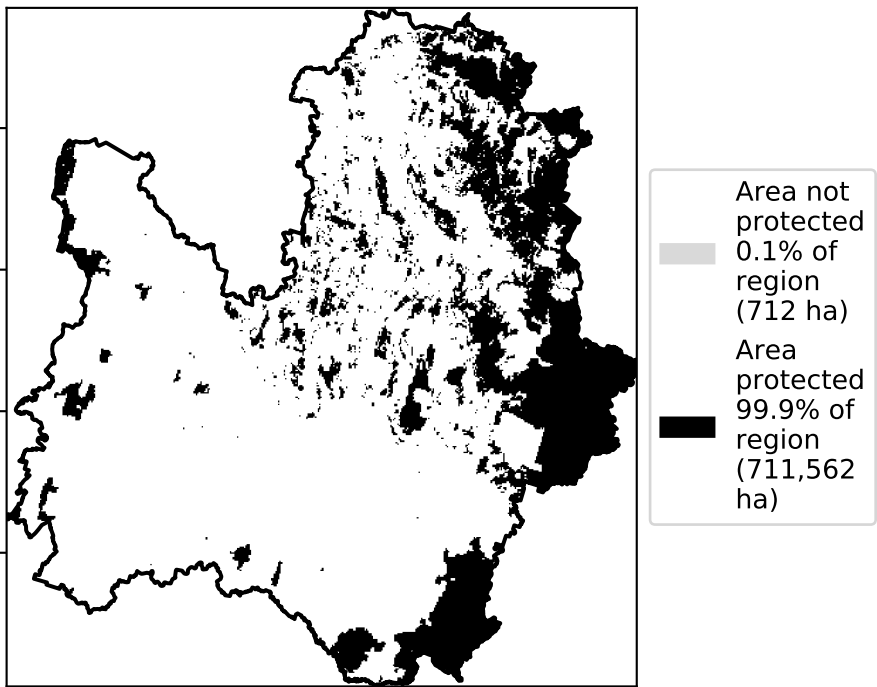 Area not
protected
0.1% of
region
(712 ha)
Area
protected
99.9% of
region
(711,562
ha)